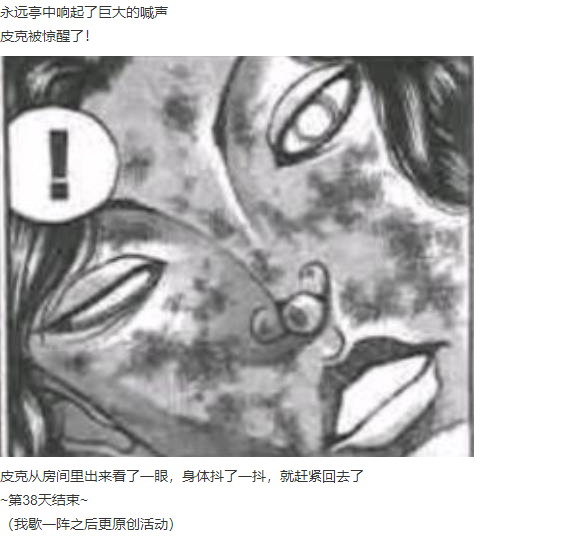 永远亭中响起了巨大的喊声
皮克被惊醒了！
!
皮克从房间里出来看了一眼，身体抖了一抖，就赶紧回去了
~第38天结束~
（我歇一阵之后更原创活动）